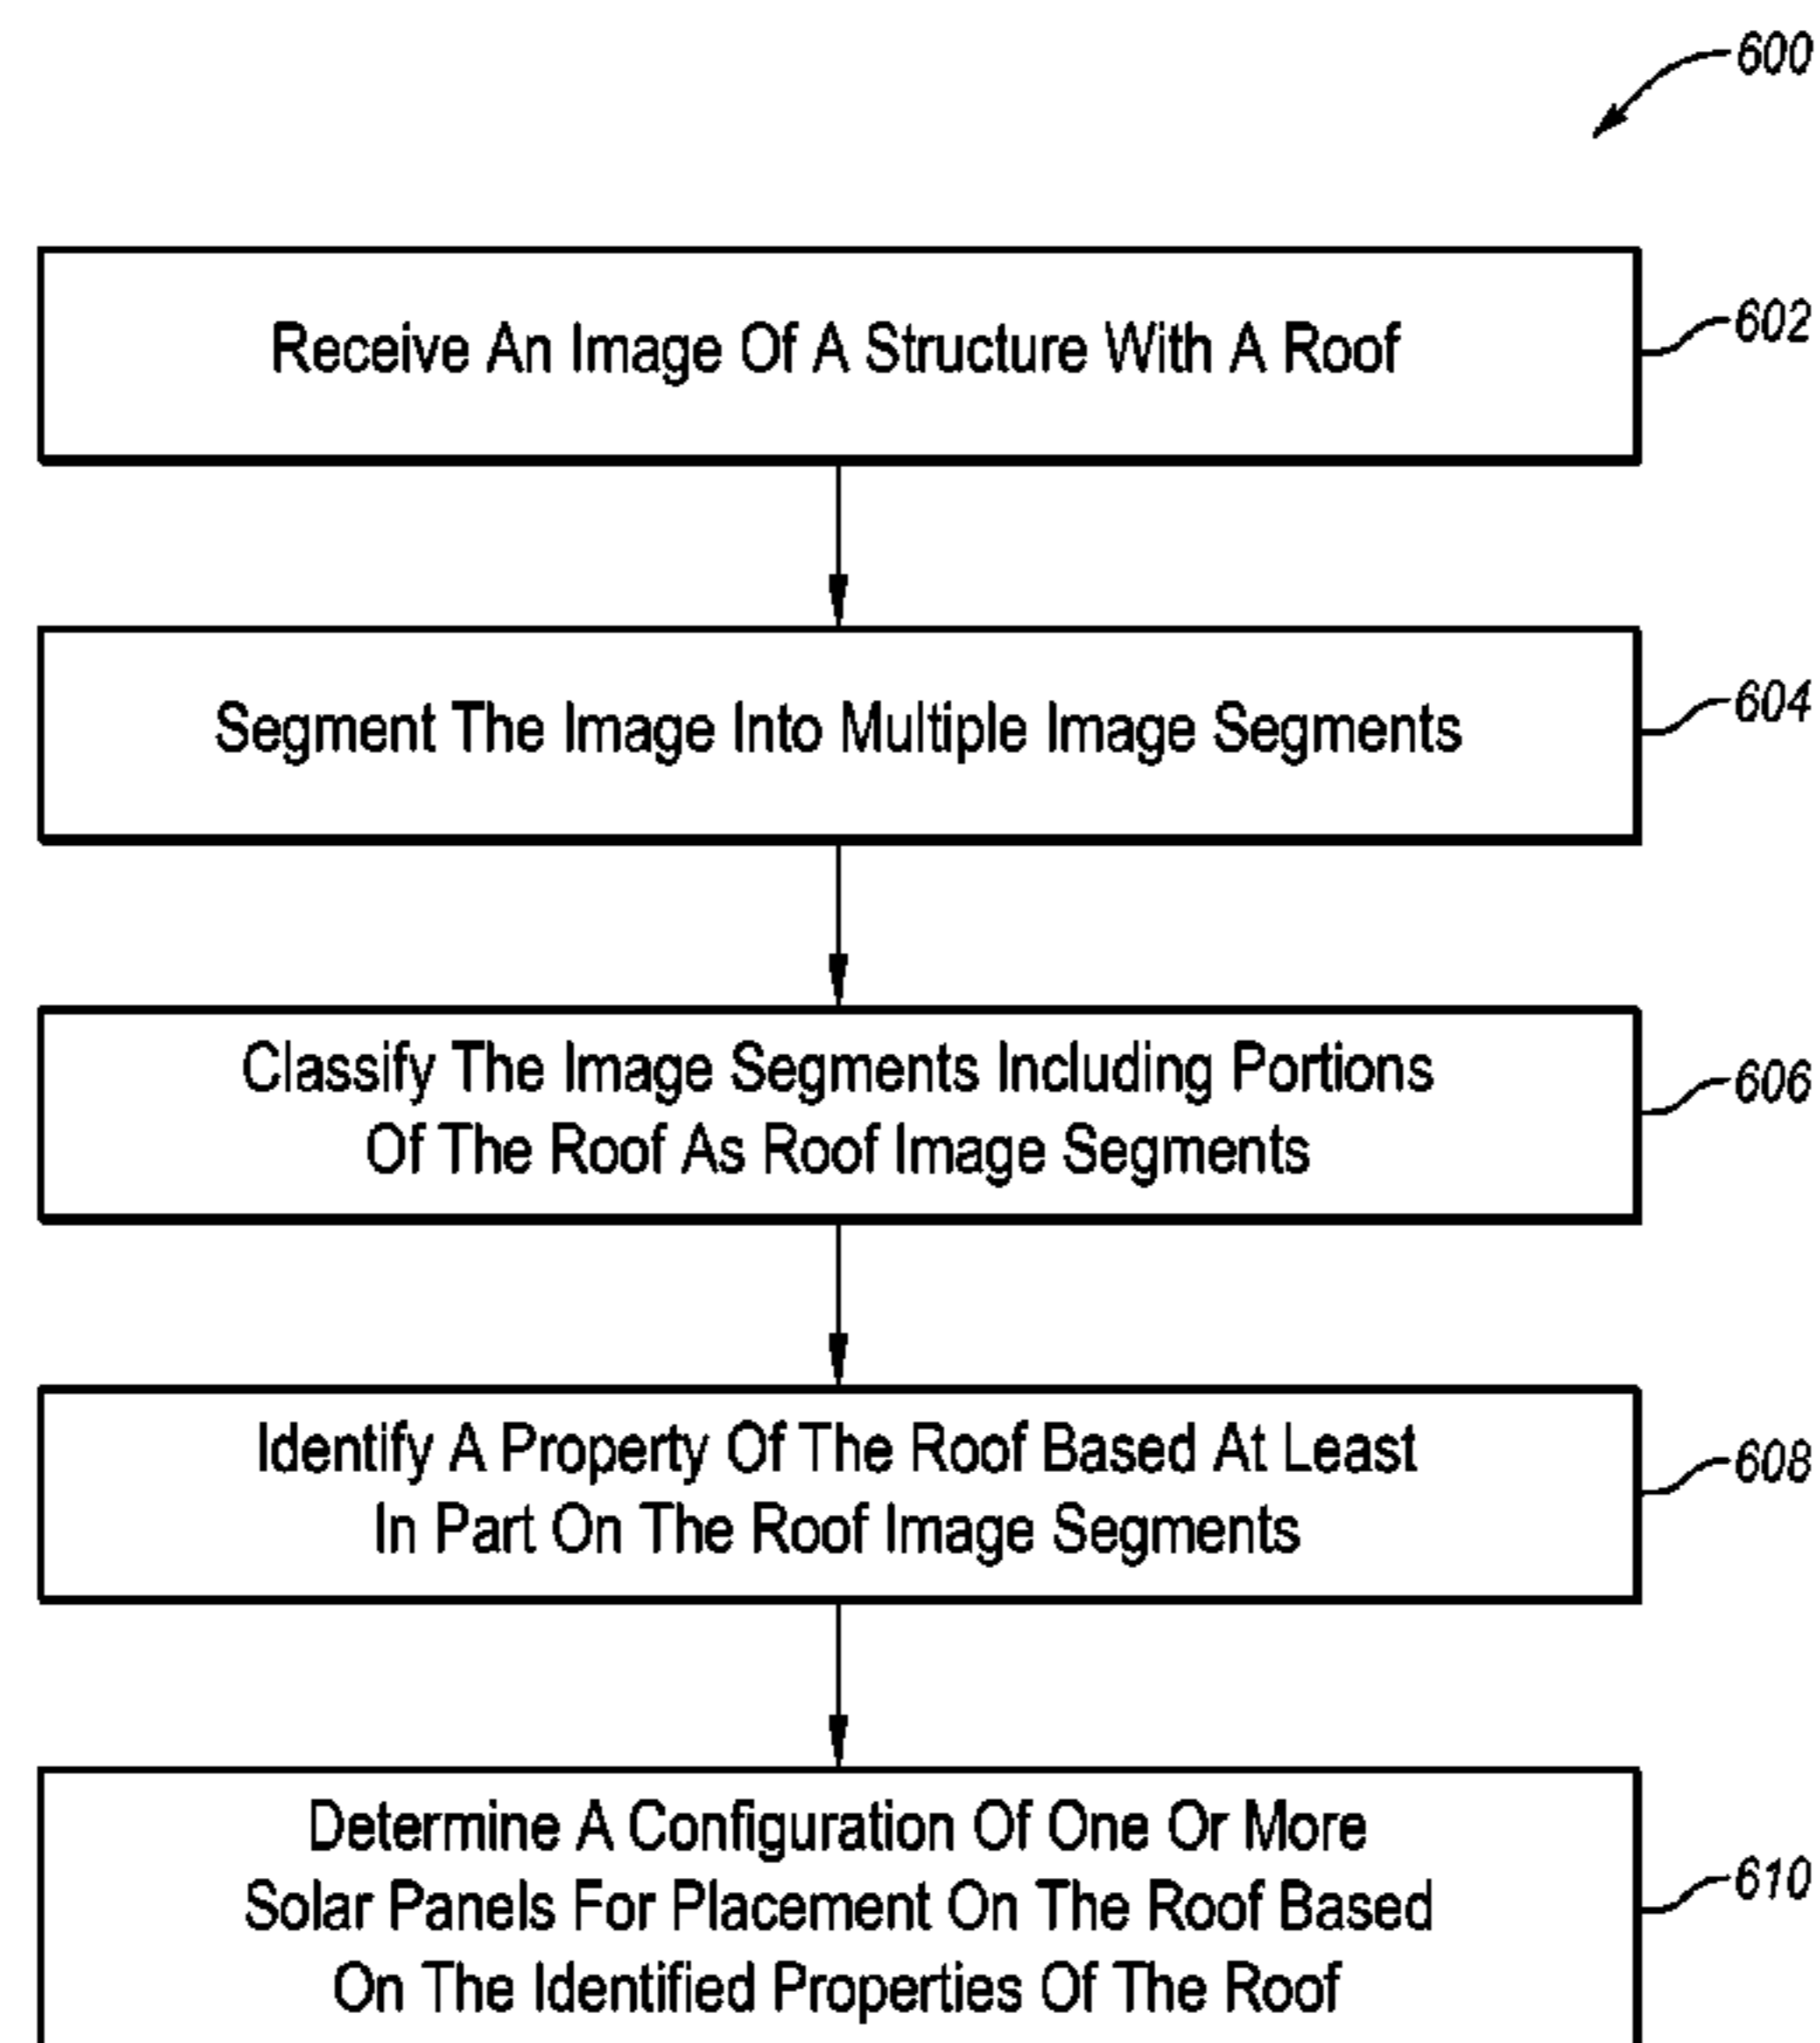 600
Receive An Image Of A Structure With A Roof
602
Segment The Image Into Multiple Image Segments
604
Classify The Image Segments Including Portions
Of The Roof As Roof Image Segments
606
Identify A Property Of The Roof Based At Least
In Part On The Roof Image Segments
608
Determine A Configuration Of One Or More
Solar Panels For Placement On The Roof Based
On The Identified Properties Of The Roof
610